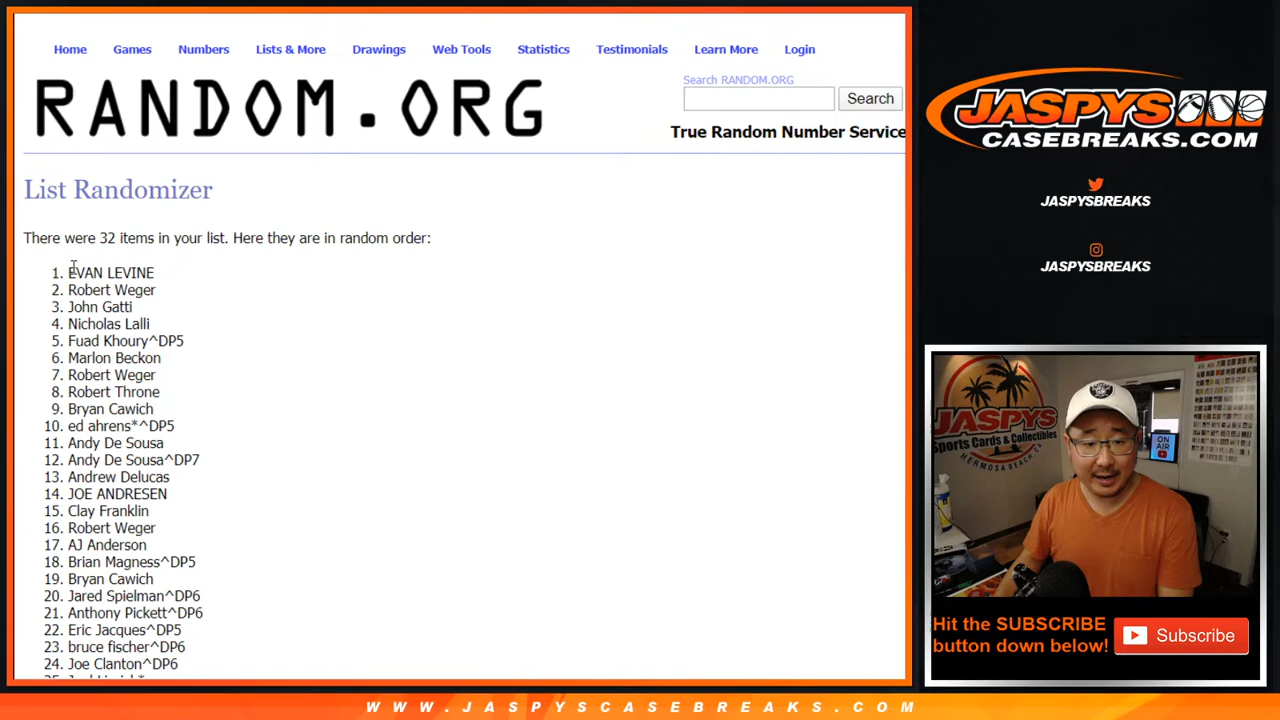 Home Games Numbers Lists & More Drawings Web Tools Statistics Testimonials Learn More Login
RANDOM.ORG
Search RANDOM.ORG
Search
True Random Number Service
List Randomizer
There were 32 items in your list. Here they are in random order:
1. EVAN LEVINE
2. Robert Weger
3. John Gatti
4. Nicholas Lalli
5. Fuad Khoury^DP5
6. Marlon Beckon
7. Robert Weger
8. Robert Throne
9. Bryan Cawich
10. ed ahrens*^DP5
11. Andy De Sousa
12. Andy De Sousa^DP7
13. Andrew Delucas
14. JOE ANDRESEN
15. Clay Franklin
16. Robert Weger
17. AJ Anderson
18. Brian Magness^DP5
19. Bryan Cawich
20. Jared Spielman^DP6
21. Anthony Pickett^DP6
22. Eric Jacques^DP5
23. bruce fischer^DP6
24. Joe Clanton^DP6
JASPYS
CASEBREAKS.COM
JASPYSBREAKS
JASPYSBREAKS
JASPYS
Sports Cards & Collectibles
HERMOSA BEACH, CA
ON
AIR
Hit the SUBSCRIBE
button down below!
Subscribe
WWW.JASPYSCASEBREAKS.COM